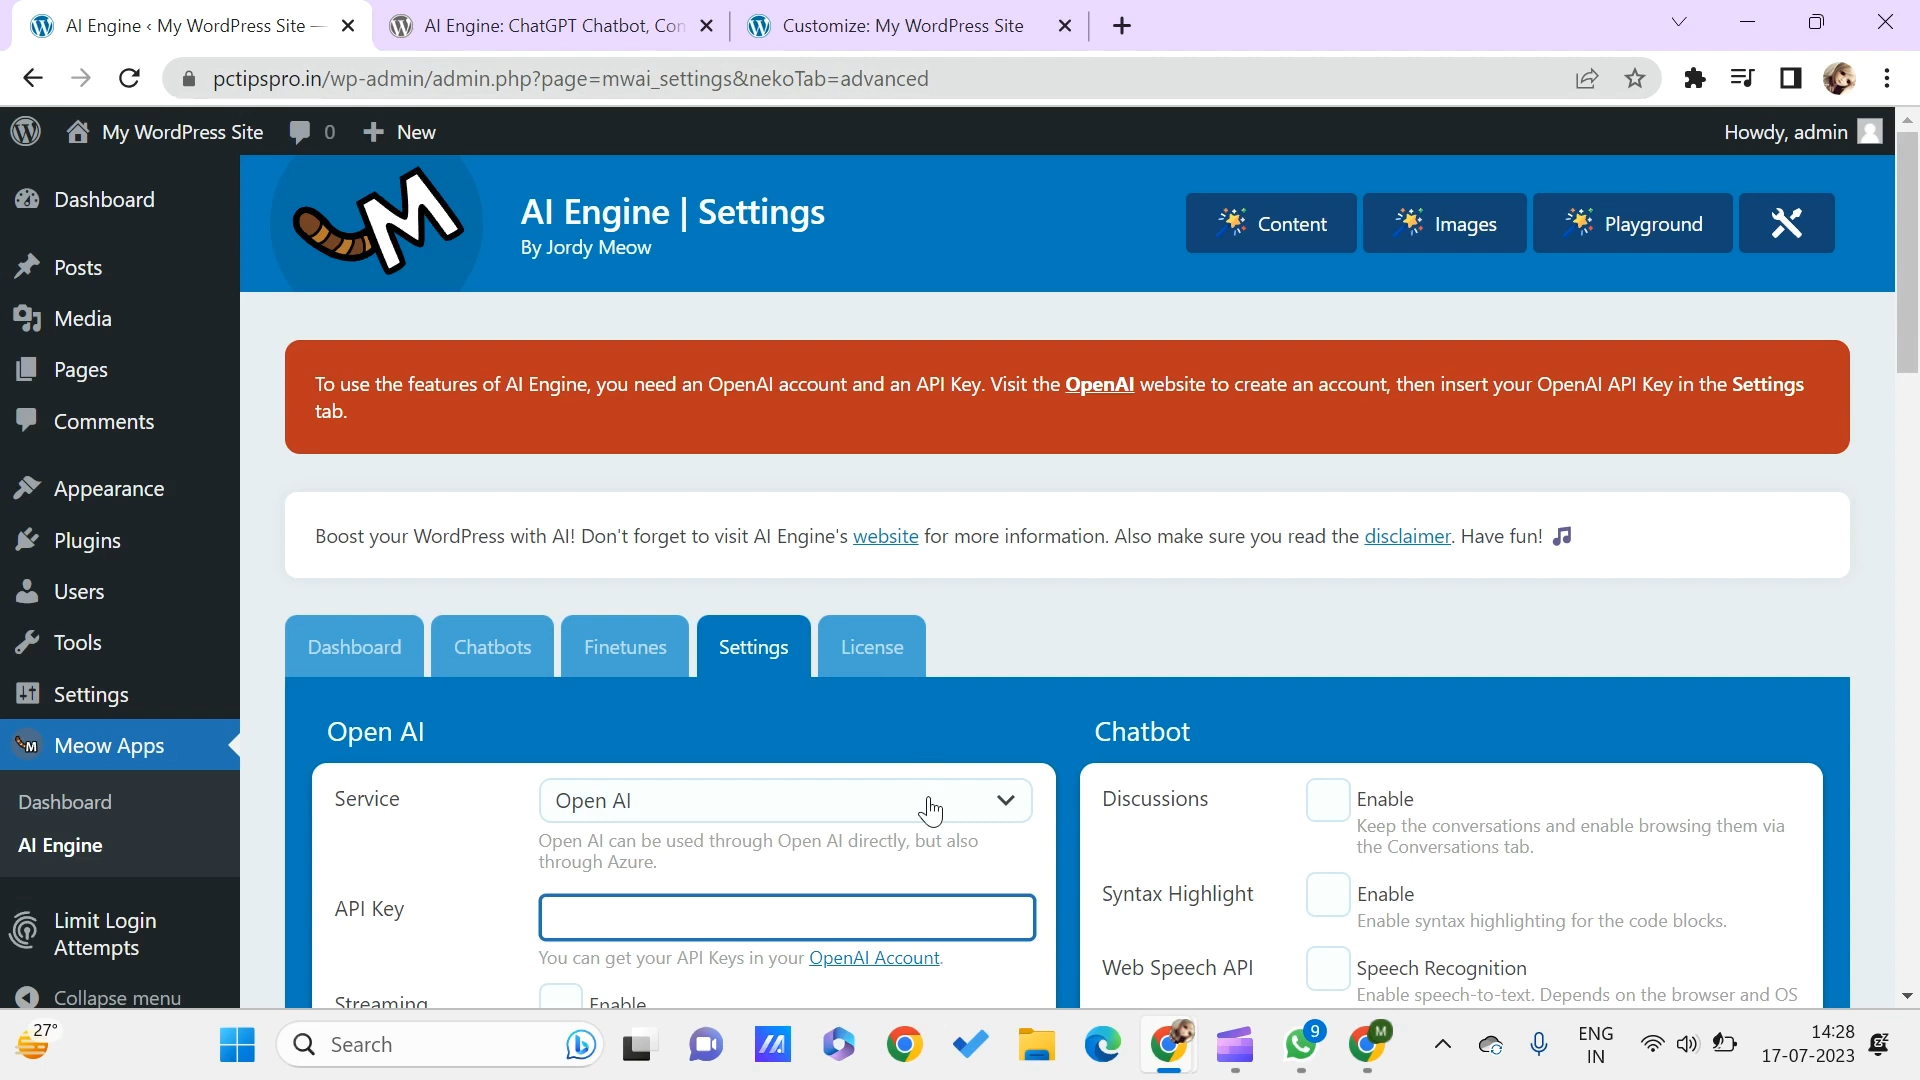 AI Engine ‹ My WordPress Site —
AI Engine: ChatGPT Chatbot, Con
Customize: My WordPress Site
pctipspro.in/wp-admin/admin.php?page=mwai_settings&nekoTab=advanced
My WordPress Site
0
New
Howdy, admin
Dashboard
Posts
Media
Pages
Comments
Appearance
Plugins
Users
Tools
Settings
Meow Apps
Dashboard
AI Engine
Limit Login
Attempts
Collapse menu
M
AI Engine | Settings
By Jordy Meow
Content
Images
Playground
To use the features of AI Engine, you need an OpenAI account and an API Key. Visit the OpenAI website to create an account, then insert your OpenAI API Key in the Settings
tab.
Boost your WordPress with AI! Don't forget to visit AI Engine's website for more information. Also make sure you read the disclaimer. Have fun! 🎵
Dashboard
Chatbots
Finetunes
Settings
License
Open AI
Service
Open AI
Open AI can be used through Open AI directly, but also
through Azure.
API Key
You can get your API Keys in your OpenAI Account.
Streaming
Enable
Chatbot
Discussions
Enable
Keep the conversations and enable browsing them via
the Conversations tab.
Syntax Highlight
Enable
Enable syntax highlighting for the code blocks.
Web Speech API
Speech Recognition
Enable speech-to-text. Depends on the browser and OS
27°
Search
9
M
ENG
IN
14:28
17-07-2023